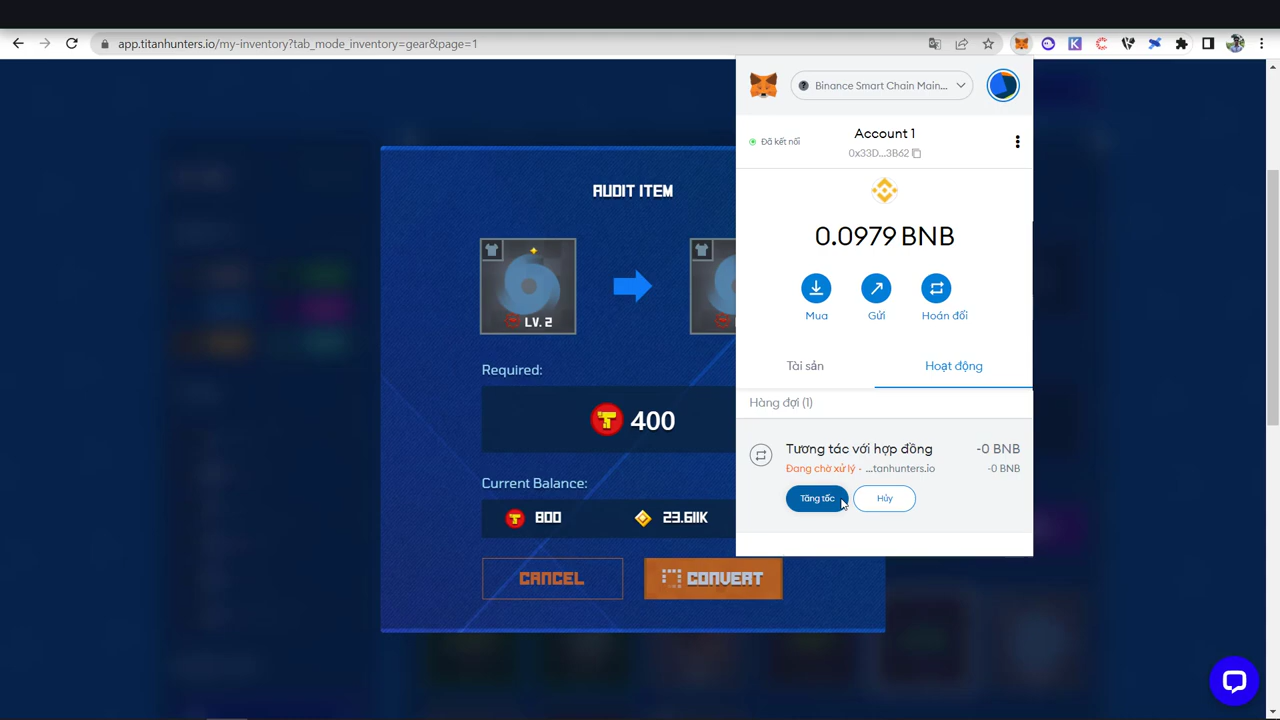 app.titanhunters.io/my-inventory?tab_mode_inventory=gear&page=1
Binance Smart Chain Main...
Đã kết nối
Account 1
0x33D...3B62
0.0979 BNB
Mua
Gửi
Hoán đổi
Tài sản
Hoạt động
Hàng đợi (1)
Tương tác với hợp đồng
-0 BNB
Đang chờ xử lý - ...tanhunters.io
-0 BNB
Tăng tốc
Hủy
AUDIT ITEM
LV. 2
Required:
400
Current Balance:
800
23.611K
CANCEL
CONVERT